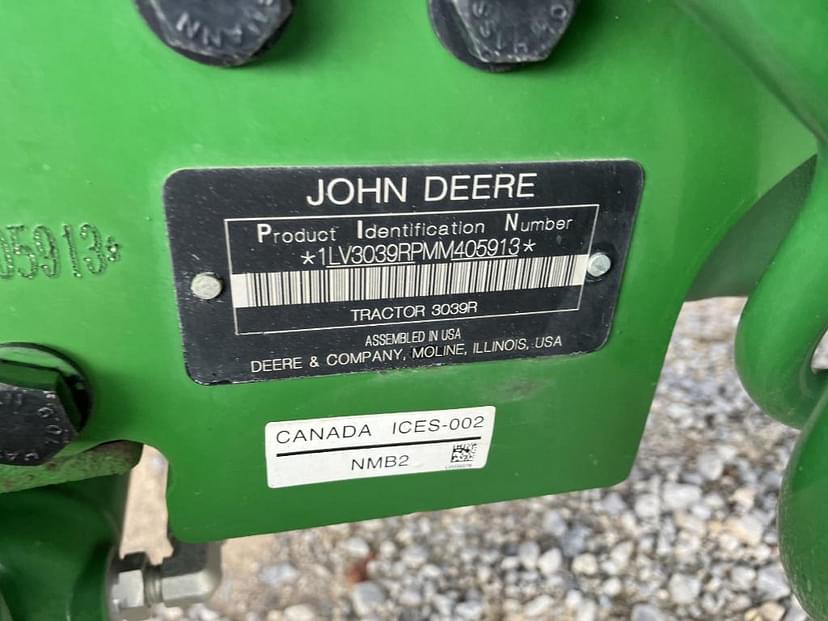 JOHN DEERE
Product Identification Number
*1LV3039RPMM405913*
TRACTOR 3039R
ASSEMBLED IN USA
DEERE & COMPANY, MOLINE, ILLINOIS, USA
05913*
CANADA ICES-002
NMB2